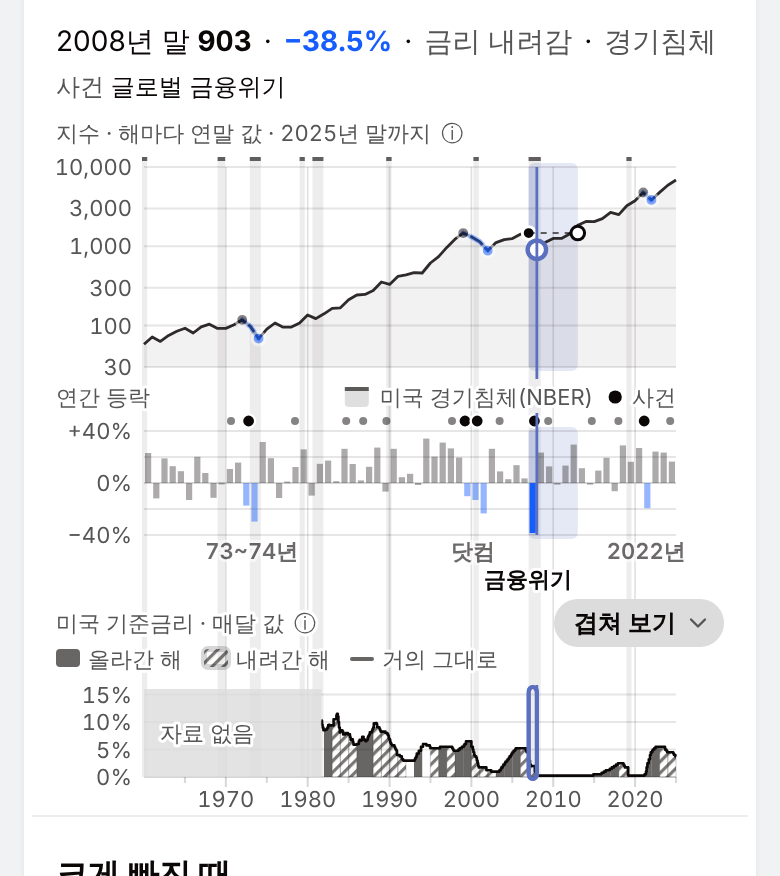 2008년 말 903 · −38.5% · 금리 내려감 · 경기침체
사건 글로벌 금융위기
지수 · 해마다 연말 값 · 2025년 말까지 ⓘ
10,000
3,000
1,000
300
100
30
연간 등락
미국 경기침체(NBER)
사건
+40%
0%
−40%
73~74년
닷컴
2022년
금융위기
미국 기준금리 · 매달 값 ⓘ
겹쳐 보기
올라간 해
내려간 해
거의 그대로
15%
10%
5%
0%
자료 없음
1970
1980
1990
2000
2010
2020
크게 빠진 때